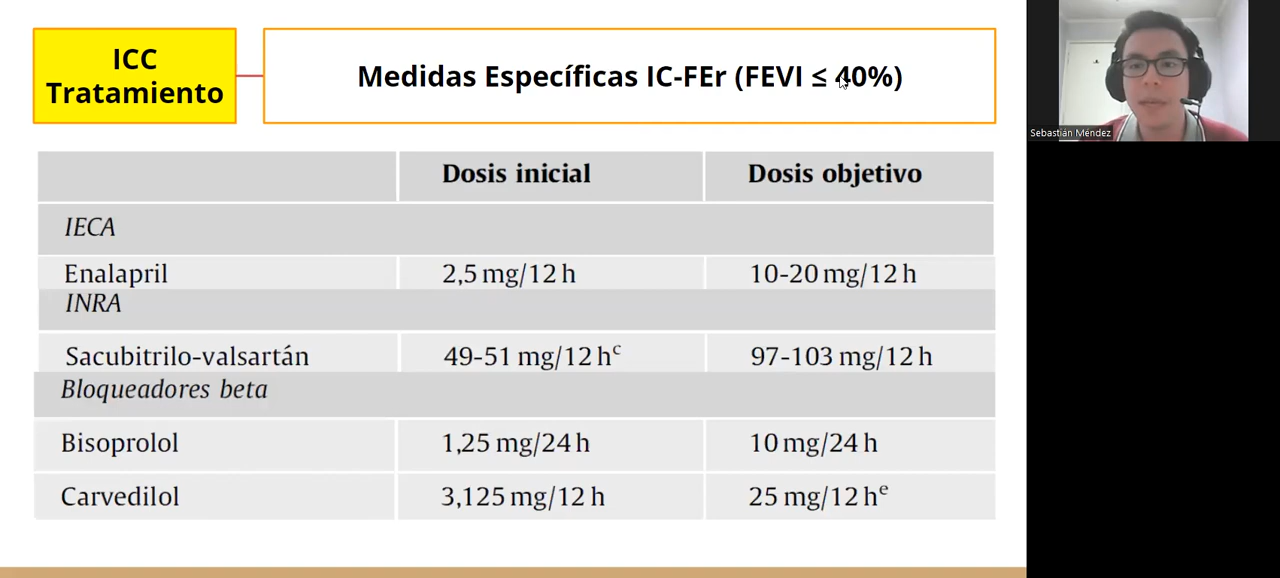 ICC
Tratamiento
Medidas Específicas IC-FEr (FEVI ≤ 40%)
Sebastián Méndez
Dosis inicial Dosis objetivo
IECA
Enalapril 2,5 mg/12 h 10-20 mg/12 h
INRA
Sacubitrilo-valsartán 49-51 mg/12 hᶜ 97-103 mg/12 h
Bloqueadores beta
Bisoprolol 1,25 mg/24 h 10 mg/24 h
Carvedilol 3,125 mg/12 h 25 mg/12 hᵉ